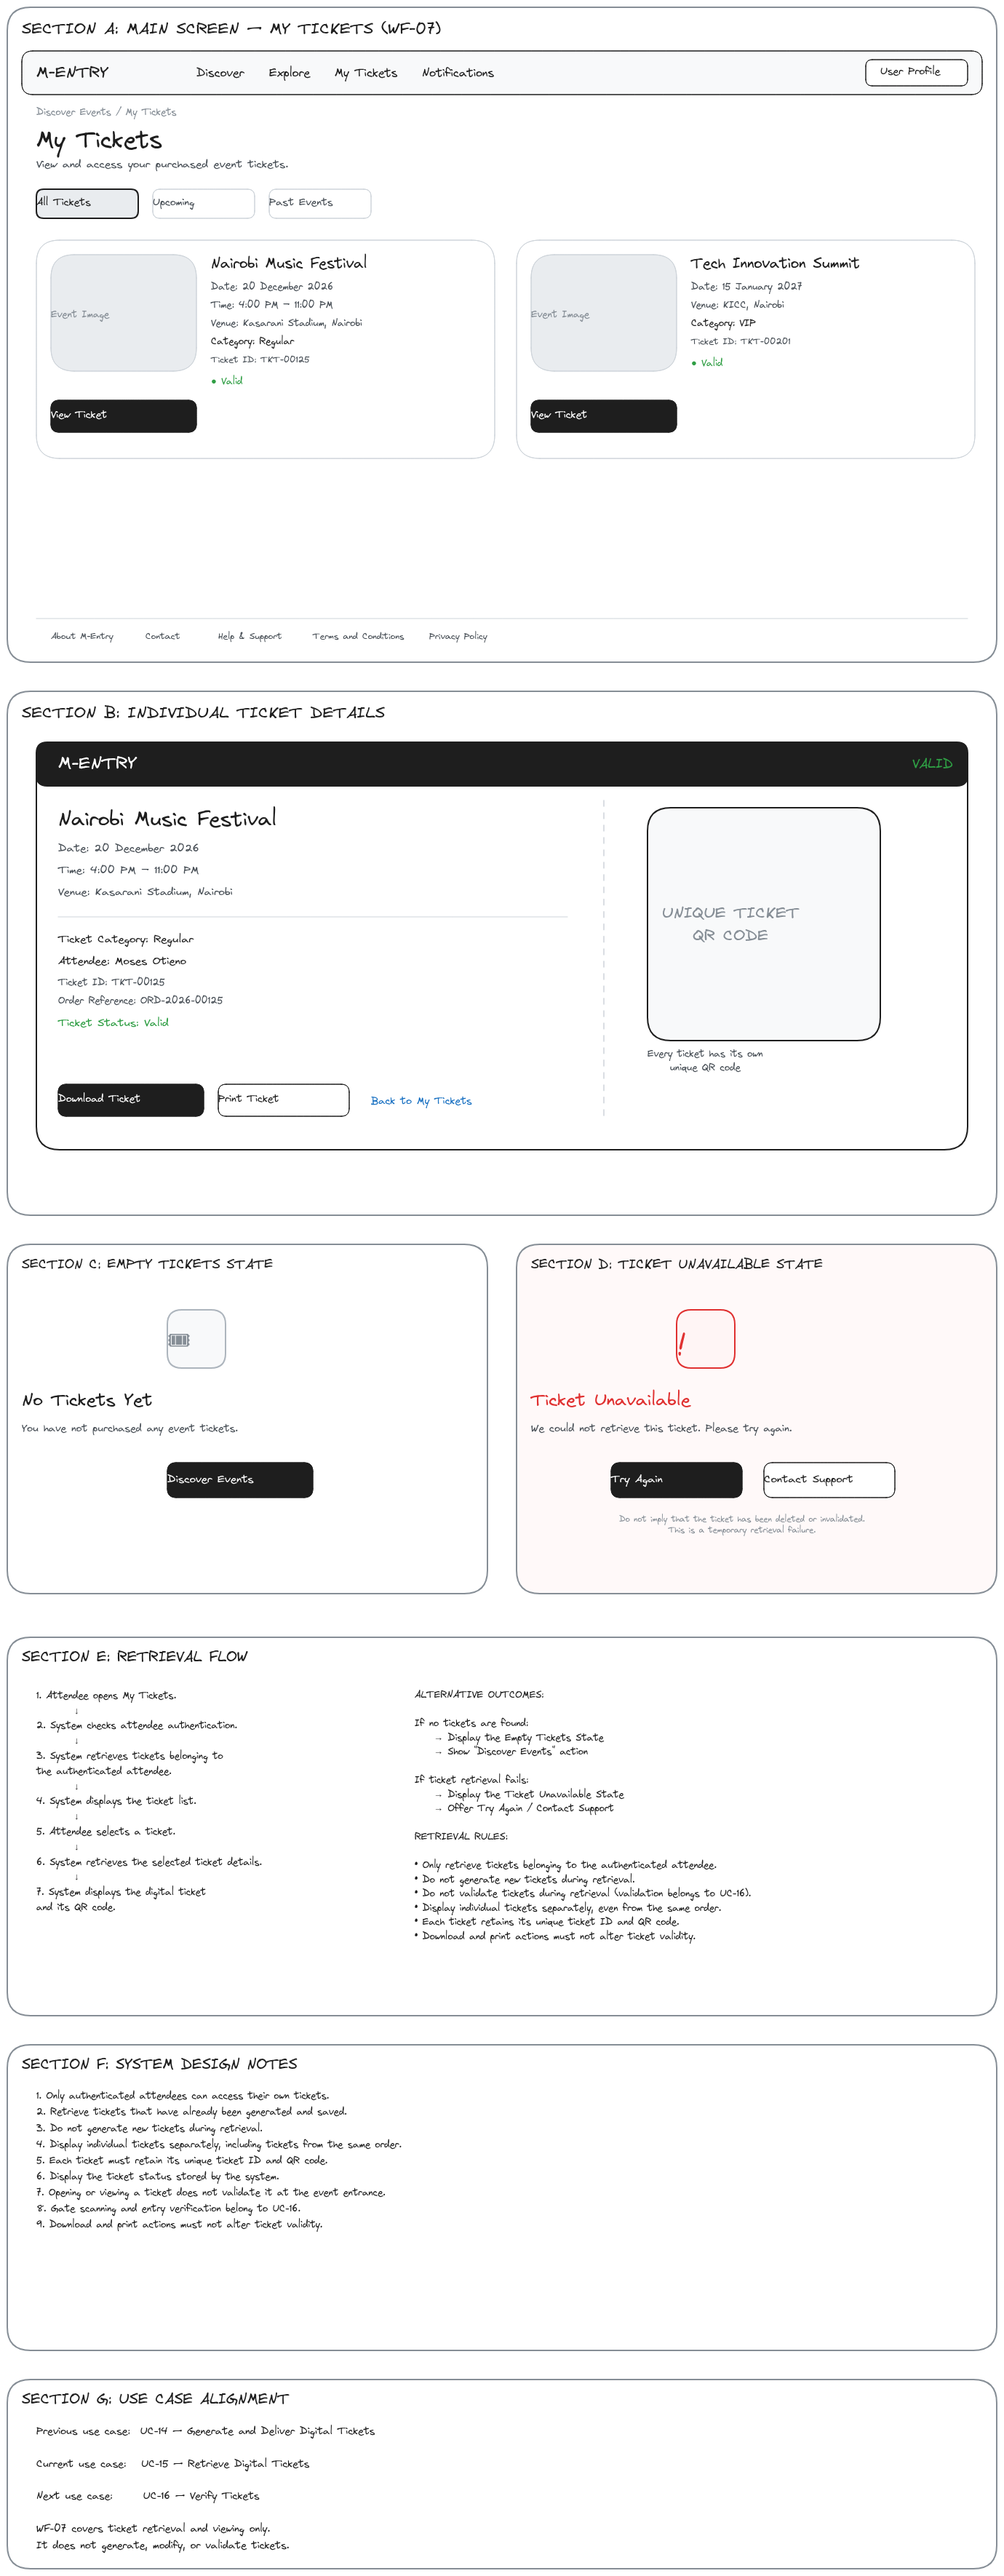 SECTION A: MAIN SCREEN — MY TICKETS (WF-07)
M-ENTRY Discover Explore My Tickets Notifications User Profile
Discover Events / My Tickets
My Tickets
View and access your purchased event tickets.
All Tickets Upcoming Past Events
Event Image
Nairobi Music Festival
Date: 20 December 2026
Time: 4:00 PM – 11:00 PM
Venue: Kasarani Stadium, Nairobi
Category: Regular
Ticket ID: TKT-00125
● Valid
View Ticket
Event Image
Tech Innovation Summit
Date: 15 January 2027
Venue: KICC, Nairobi
Category: VIP
Ticket ID: TKT-00201
● Valid
View Ticket
About M-Entry Contact Help & Support Terms and Conditions Privacy Policy
SECTION B: INDIVIDUAL TICKET DETAILS
M-ENTRY VALID
Nairobi Music Festival
Date: 20 December 2026
Time: 4:00 PM – 11:00 PM
Venue: Kasarani Stadium, Nairobi
Ticket Category: Regular
Attendee: Moses Otieno
Ticket ID: TKT-00125
Order Reference: ORD-2026-00125
Ticket Status: Valid
Download Ticket Print Ticket Back to My Tickets
UNIQUE TICKET
QR CODE
Every ticket has its own
unique QR code
SECTION C: EMPTY TICKETS STATE
No Tickets Yet
You have not purchased any event tickets.
Discover Events
SECTION D: TICKET UNAVAILABLE STATE
!
Ticket Unavailable
We could not retrieve this ticket. Please try again.
Try Again Contact Support
Do not imply that the ticket has been deleted or invalidated.
This is a temporary retrieval failure.
SECTION E: RETRIEVAL FLOW
1. Attendee opens My Tickets.
↓
2. System checks attendee authentication.
↓
3. System retrieves tickets belonging to
the authenticated attendee.
↓
4. System displays the ticket list.
↓
5. Attendee selects a ticket.
↓
6. System retrieves the selected ticket details.
↓
7. System displays the digital ticket
and its QR code.
ALTERNATIVE OUTCOMES:
If no tickets are found:
→ Display the Empty Tickets State
→ Show "Discover Events" action
If ticket retrieval fails:
→ Display the Ticket Unavailable State
→ Offer Try Again / Contact Support
RETRIEVAL RULES:
• Only retrieve tickets belonging to the authenticated attendee.
• Do not generate new tickets during retrieval.
• Do not validate tickets during retrieval (validation belongs to UC-16).
• Display individual tickets separately, even from the same order.
• Each ticket retains its unique ticket ID and QR code.
• Download and print actions must not alter ticket validity.
SECTION F: SYSTEM DESIGN NOTES
1. Only authenticated attendees can access their own tickets.
2. Retrieve tickets that have already been generated and saved.
3. Do not generate new tickets during retrieval.
4. Display individual tickets separately, including tickets from the same order.
5. Each ticket must retain its unique ticket ID and QR code.
6. Display the ticket status stored by the system.
7. Opening or viewing a ticket does not validate it at the event entrance.
8. Gate scanning and entry verification belong to UC-16.
9. Download and print actions must not alter ticket validity.
SECTION G: USE CASE ALIGNMENT
Previous use case: UC-14 — Generate and Deliver Digital Tickets
Current use case: UC-15 — Retrieve Digital Tickets
Next use case: UC-16 — Verify Tickets
WF-07 covers ticket retrieval and viewing only.
It does not generate, modify, or validate tickets.